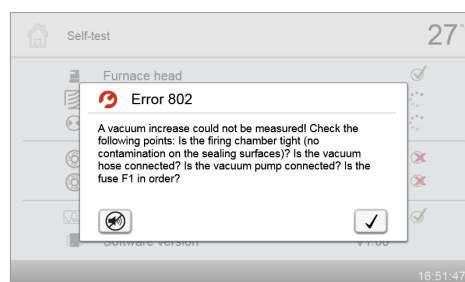 Self-test
27°
Furnace head
Error 802
A vacuum increase could not be measured! Check the
following points: Is the firing chamber tight (no
contamination on the sealing surfaces)? Is the vacuum
hose connected? Is the vacuum pump connected? Is the
fuse F1 in order?
Software version
V1.00
16:51:47